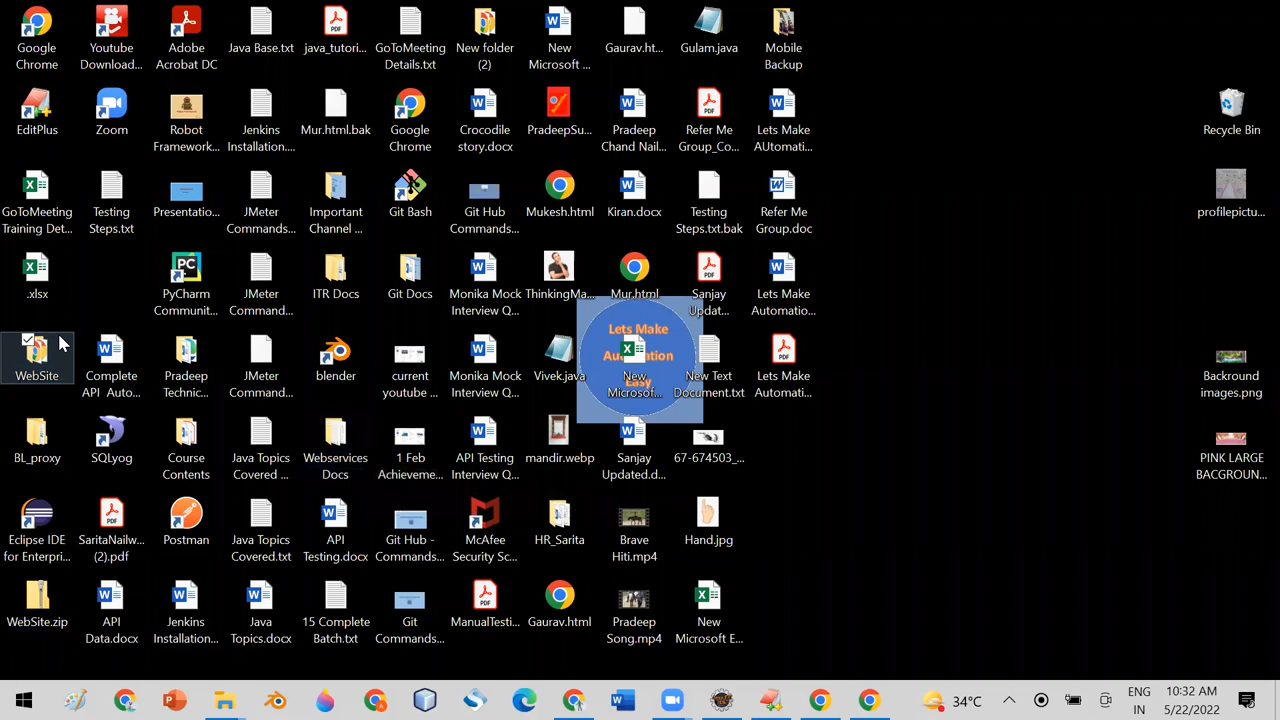 Google
Chrome
Youtube
Download...
Adobe
Acrobat DC
Java Base.txt
java_tutori...
GoToMeeting
Details.txt
New folder
(2)
New
Microsoft ...
Gaurav.ht...
Gulam.java
Mobile
Backup
EditPlus
Zoom
Robot
Framework...
Jenkins
Installation....
Mur.html.bak
Google
Chrome
Crocodile
story.docx
PradeepSu...
Pradeep
Chand Nail...
Refer Me
Group_Co...
Lets Make
AUtomati...
Recycle Bin
GoToMeeting
Training Det...
Testing
Steps.txt
Presentatio...
JMeter
Commands...
Important
Channel ...
Git Bash
Git Hub
Commands...
Mukesh.html
Kiran.docx
Testing
Steps.txt.bak
Refer Me
Group.doc
profilepictu...
.xlsx
PyCharm
Communit...
JMeter
Command...
ITR Docs
Git Docs
Monika Mock
Interview Q...
ThinkingMa...
Mur.html
Sanjay
Updat...
Lets Make
Automatio...
Lets Make
Automation
Easy
WebSite
Complete
API_Auto...
Pradeep
Technic...
JMeter
Command...
blender
current
youtube ...
Monika Mock
Interview Q...
Vivek.java
New
Microsof...
New Text
Document.txt
Lets Make
Automati...
Backround
images.png
BL_proxy
SQLyog
Course
Contents
Java Topics
Covered ...
Webservices
Docs
1 Feb
Achieveme...
API Testing
Interview Q...
mandir.webp
Sanjay
Updated.d...
67-674503_...
PINK LARGE
BACGROUN...
Eclipse IDE
for Enterpri...
SaritaNailw...
(2).pdf
Postman
Java Topics
Covered.txt
API
Testing.docx
Git Hub -
Commands...
McAfee
Security Sc...
HR_Sarita
Brave
Hiti.mp4
Hand.jpg
WebSite.zip
API
Data.docx
Jenkins
Installation...
Java
Topics.docx
15 Complete
Batch.txt
Git
Commands...
ManualTesti...
Gaurav.html
Pradeep
Song.mp4
New
Microsoft E...
34°C
ENG
IN
10:32 AM
5/22/2022